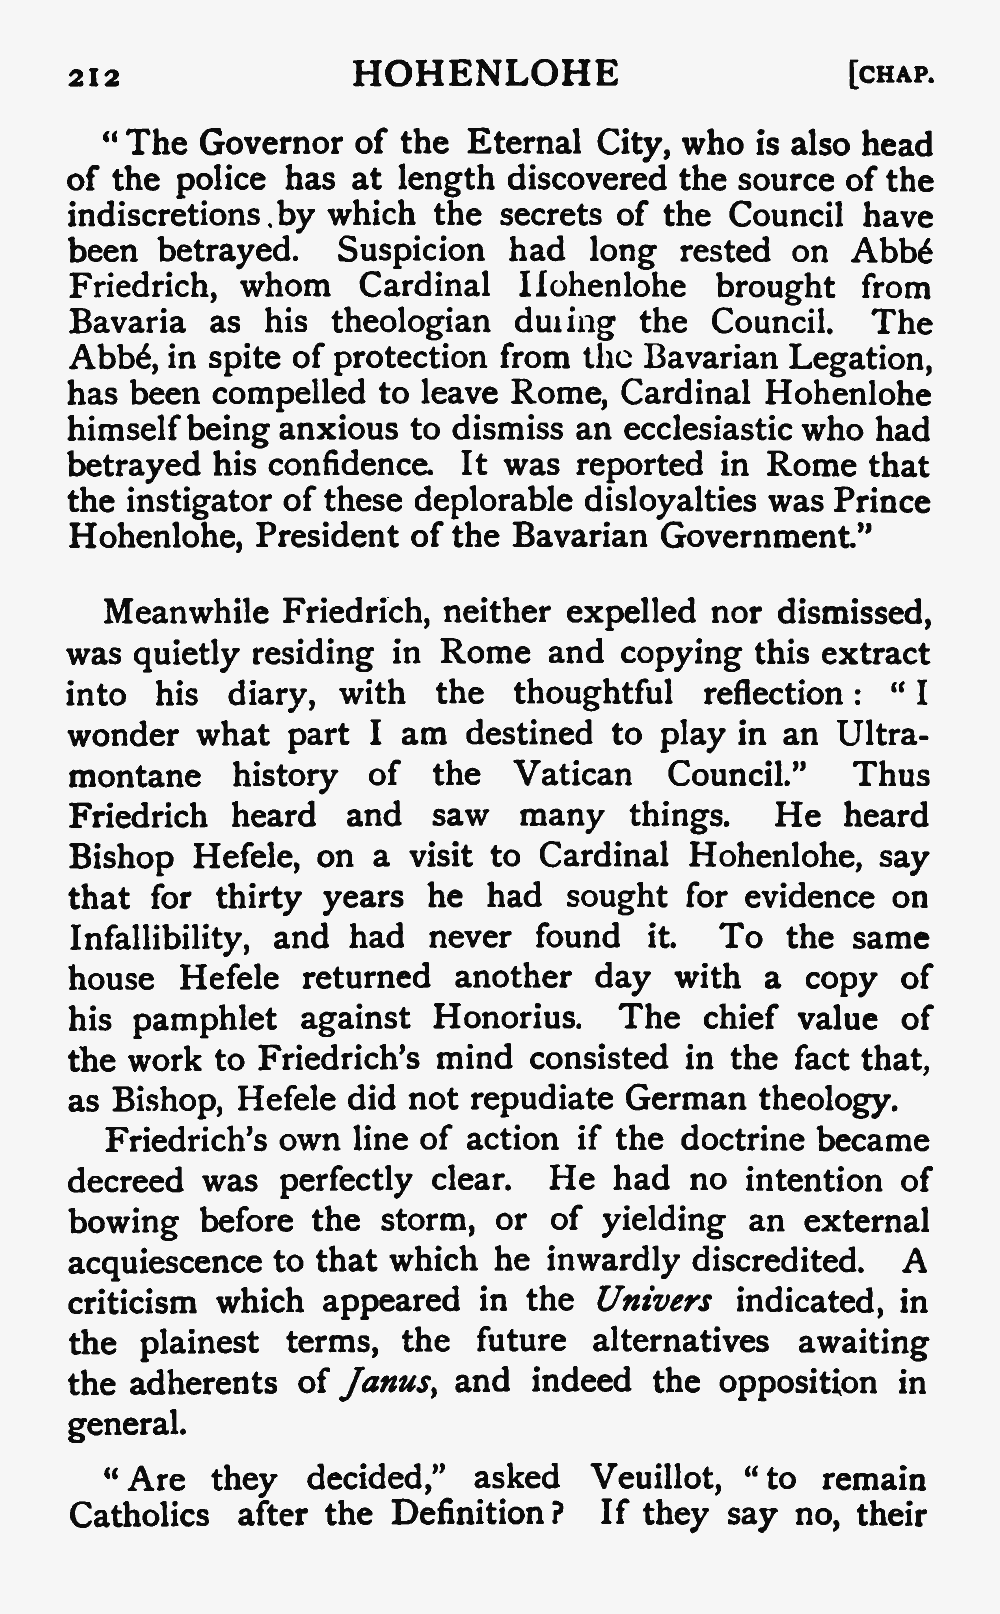 212 HOHENLOHE [CHAP.
“ The Governor of the Eternal City, who is also head
of the police has at length discovered the source of the
indiscretions . by which the secrets of the Council have
been betrayed. Suspicion had long rested on Abbé
Friedrich, whom Cardinal Hohenlohe brought from
Bavaria as his theologian during the Council. The
Abbé, in spite of protection from the Bavarian Legation,
has been compelled to leave Rome, Cardinal Hohenlohe
himself being anxious to dismiss an ecclesiastic who had
betrayed his confidence. It was reported in Rome that
the instigator of these deplorable disloyalties was Prince
Hohenlohe, President of the Bavarian Government.”
Meanwhile Friedrich, neither expelled nor dismissed,
was quietly residing in Rome and copying this extract
into his diary, with the thoughtful reflection : “ I
wonder what part I am destined to play in an Ultra-
montane history of the Vatican Council.” Thus
Friedrich heard and saw many things. He heard
Bishop Hefele, on a visit to Cardinal Hohenlohe, say
that for thirty years he had sought for evidence on
Infallibility, and had never found it. To the same
house Hefele returned another day with a copy of
his pamphlet against Honorius. The chief value of
the work to Friedrich’s mind consisted in the fact that,
as Bishop, Hefele did not repudiate German theology.
Friedrich’s own line of action if the doctrine became
decreed was perfectly clear. He had no intention of
bowing before the storm, or of yielding an external
acquiescence to that which he inwardly discredited. A
criticism which appeared in the Univers indicated, in
the plainest terms, the future alternatives awaiting
the adherents of Janus, and indeed the opposition in
general.
“ Are they decided,” asked Veuillot, “ to remain
Catholics after the Definition ? If they say no, their